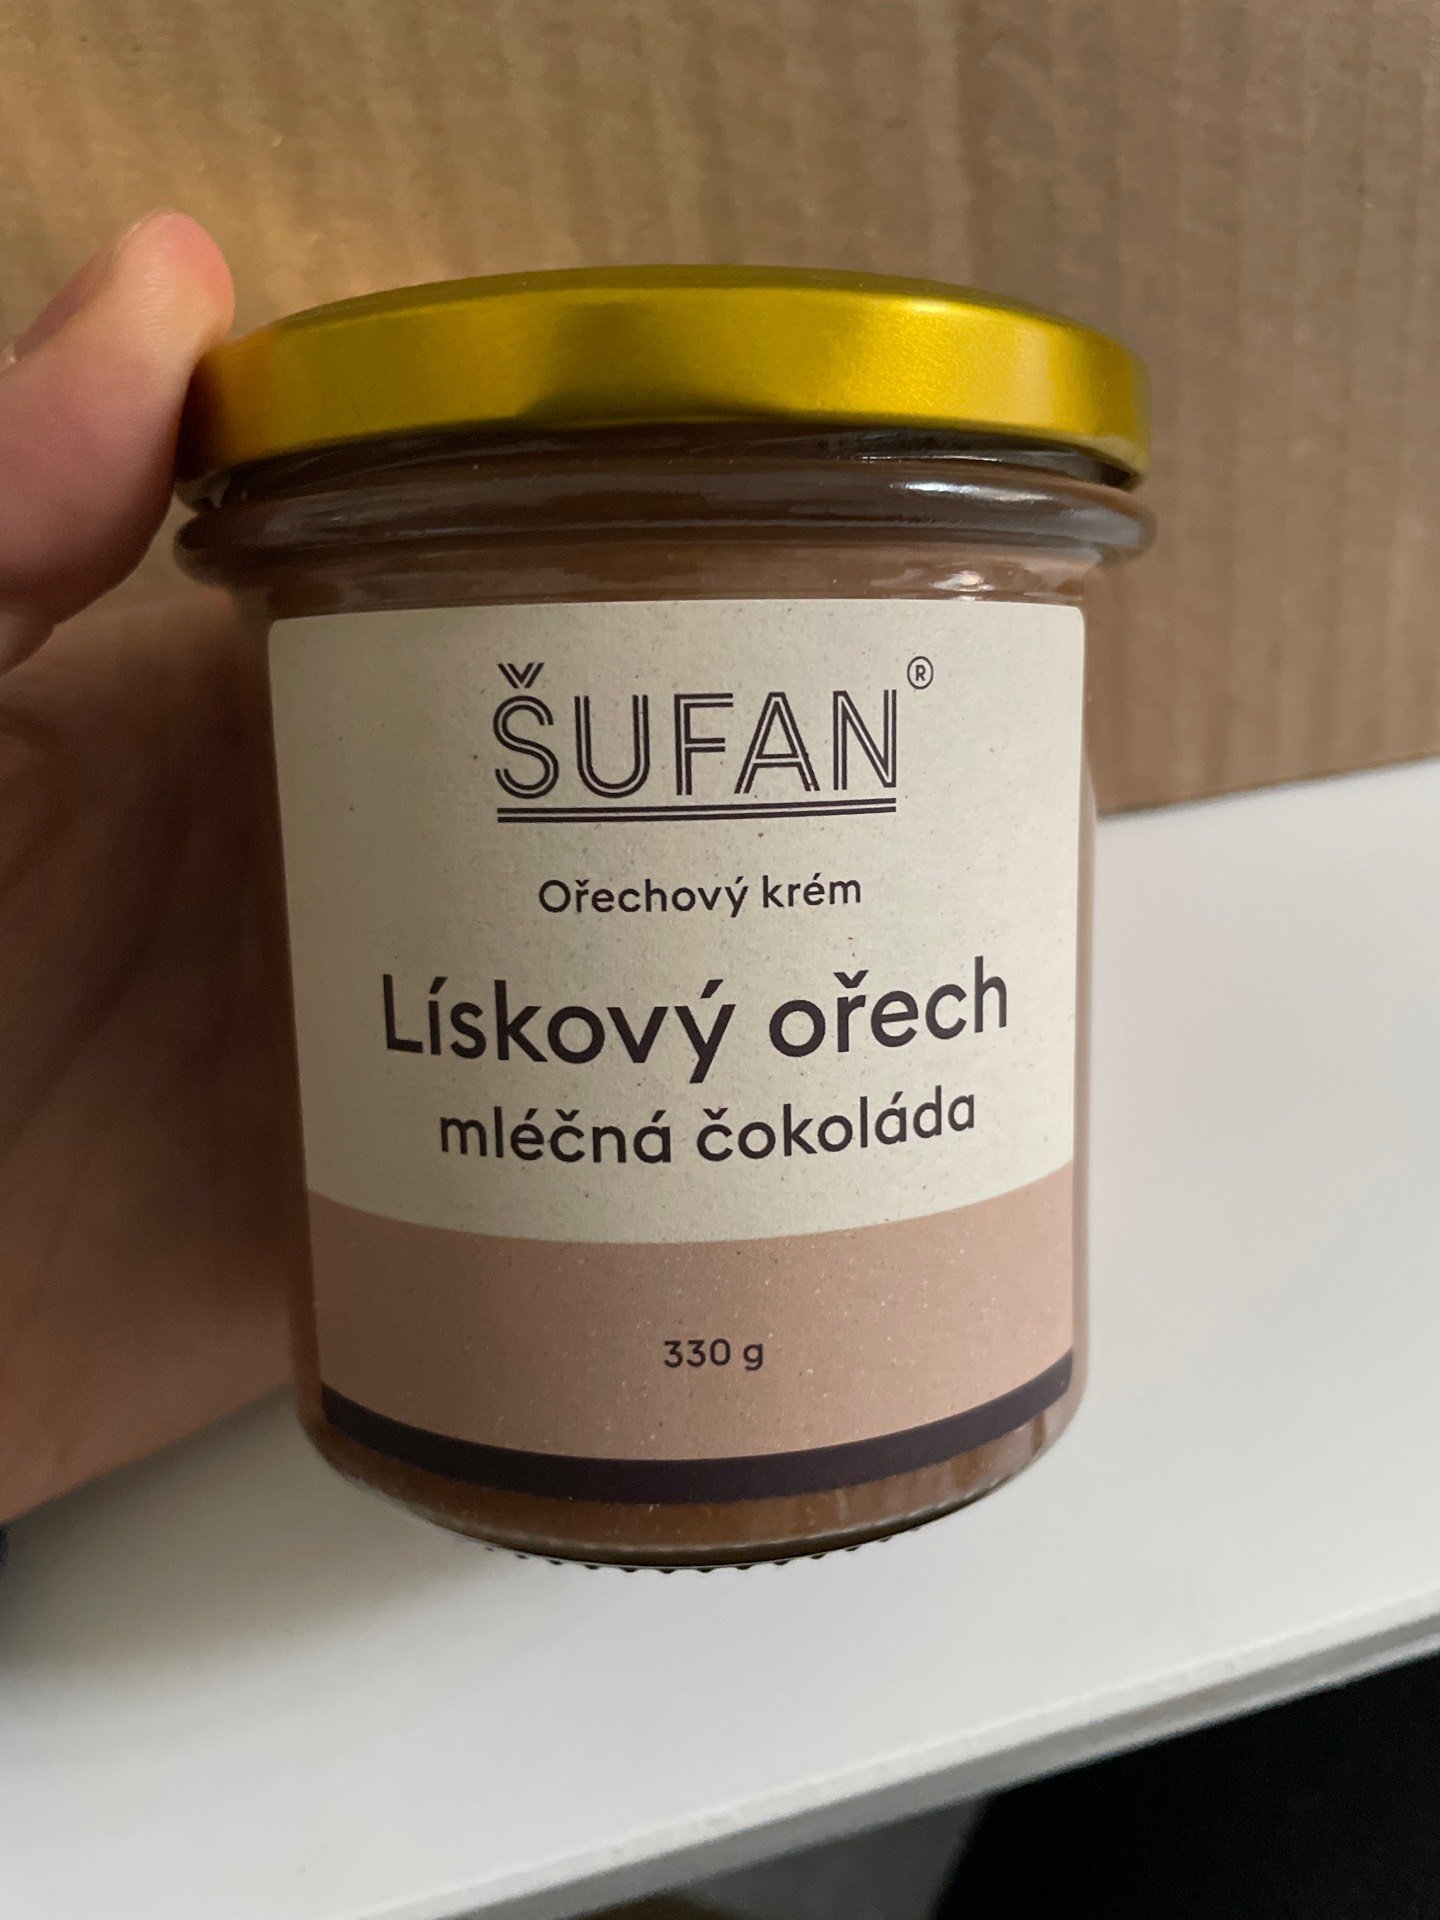 ŠUFAN®
Ořechový krém
Lískový ořech
mléčná čokoláda
330 g